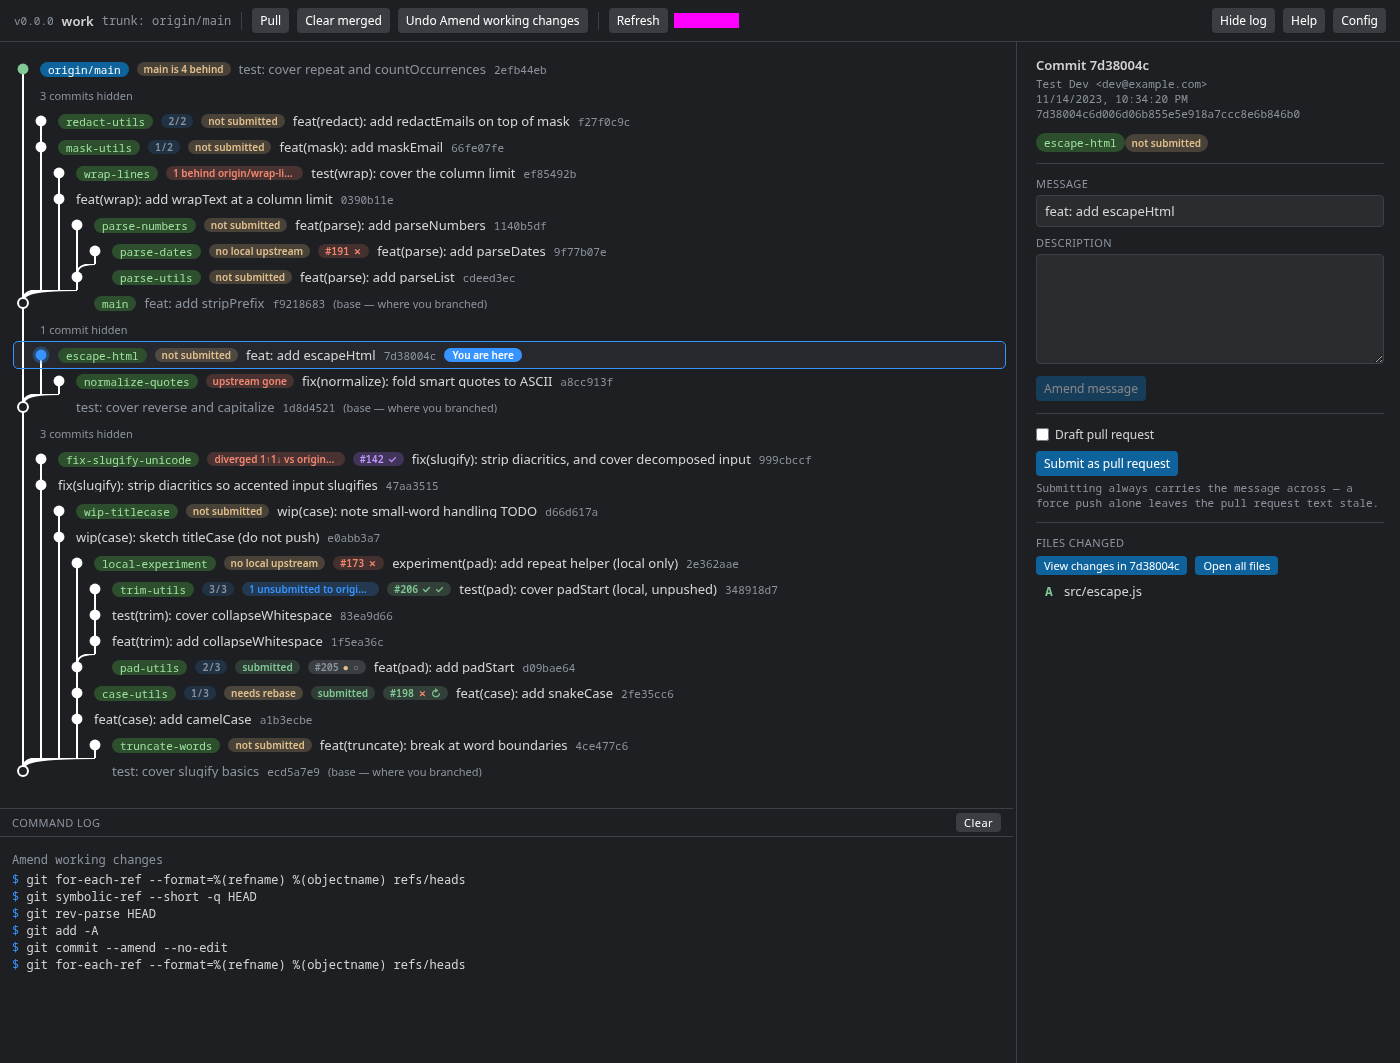 v0.0.0 work trunk: origin/main Pull Clear merged Undo Amend working changes Refresh Hide log Help Config
origin/main main is 4 behind test: cover repeat and countOccurrences 2efb44eb
3 commits hidden
redact-utils 2/2 not submitted feat(redact): add redactEmails on top of mask f27f0c9c
mask-utils 1/2 not submitted feat(mask): add maskEmail 66fe07fe
wrap-lines 1 behind origin/wrap-li... test(wrap): cover the column limit ef85492b
feat(wrap): add wrapText at a column limit 0390b11e
parse-numbers not submitted feat(parse): add parseNumbers 1140b5df
parse-dates no local upstream #191 × feat(parse): add parseDates 9f77b07e
parse-utils not submitted feat(parse): add parseList cdeed3ec
main feat: add stripPrefix f9218683 (base — where you branched)
1 commit hidden
escape-html not submitted feat: add escapeHtml 7d38004c You are here
normalize-quotes upstream gone fix(normalize): fold smart quotes to ASCII a8cc913f
test: cover reverse and capitalize 1d8d4521 (base — where you branched)
3 commits hidden
fix-slugify-unicode diverged 1↑1↓ vs origin... #142 ✓ fix(slugify): strip diacritics, and cover decomposed input 999cbccf
fix(slugify): strip diacritics so accented input slugifies 47aa3515
wip-titlecase not submitted wip(case): note small-word handling TODO d66d617a
wip(case): sketch titleCase (do not push) e0abb3a7
local-experiment no local upstream #173 × experiment(pad): add repeat helper (local only) 2e362aae
trim-utils 3/3 1 unsubmitted to origi... #206 ✓ ✓ test(pad): cover padStart (local, unpushed) 348918d7
test(trim): cover collapseWhitespace 83ea9d66
feat(trim): add collapseWhitespace 1f5ea36c
pad-utils 2/3 submitted #205 ● ○ feat(pad): add padStart d09bae64
case-utils 1/3 needs rebase submitted #198 × ↻ feat(case): add snakeCase 2fe35cc6
feat(case): add camelCase a1b3ecbe
truncate-words not submitted feat(truncate): break at word boundaries 4ce477c6
test: cover slugify basics ecd5a7e9 (base — where you branched)
COMMAND LOG Clear
Amend working changes
$ git for-each-ref --format=%(refname) %(objectname) refs/heads
$ git symbolic-ref --short -q HEAD
$ git rev-parse HEAD
$ git add -A
$ git commit --amend --no-edit
$ git for-each-ref --format=%(refname) %(objectname) refs/heads
Commit 7d38004c
Test Dev <dev@example.com>
11/14/2023, 10:34:20 PM
7d38004c6d006d06b855e5e918a7ccc8e6b846b0
escape-html not submitted
MESSAGE
feat: add escapeHtml
DESCRIPTION
Amend message
Draft pull request
Submit as pull request
Submitting always carries the message across — a
force push alone leaves the pull request text stale.
FILES CHANGED
View changes in 7d38004c Open all files
A src/escape.js